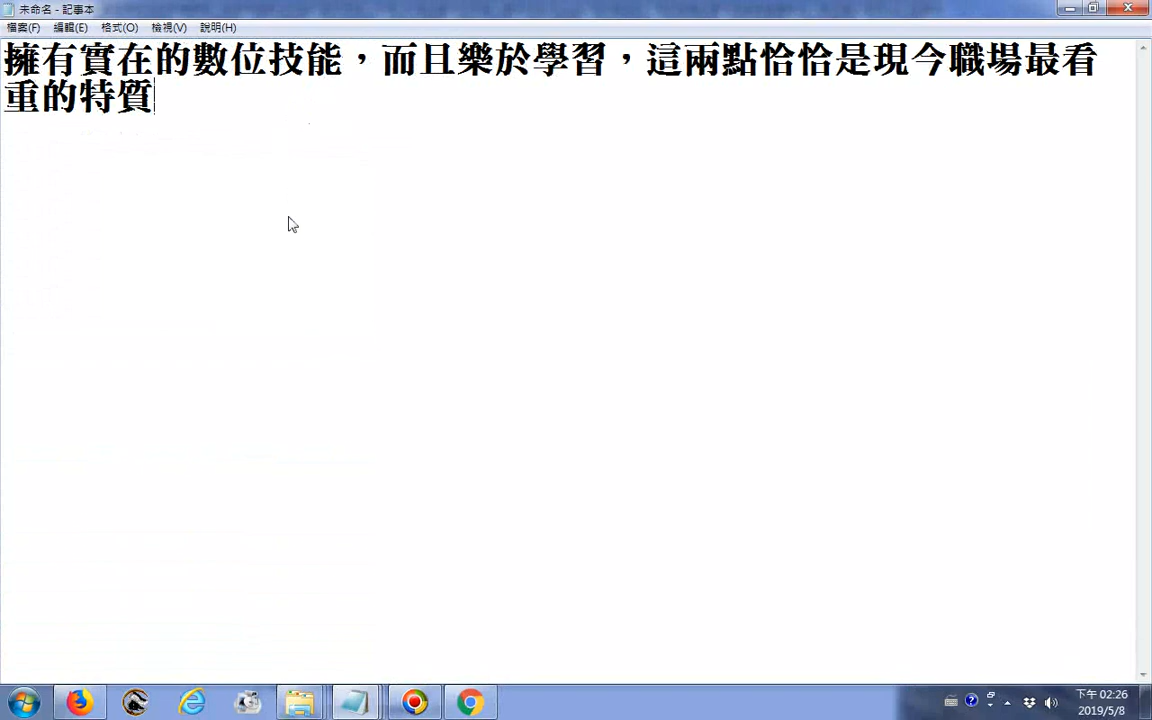 未命名 - 記事本
檔案(F) 編輯(E) 格式(O) 檢視(V) 說明(H)
擁有實在的數位技能，而且樂於學習，這兩點恰恰是現今職場最看
重的特質
下午 02:26
2019/5/8